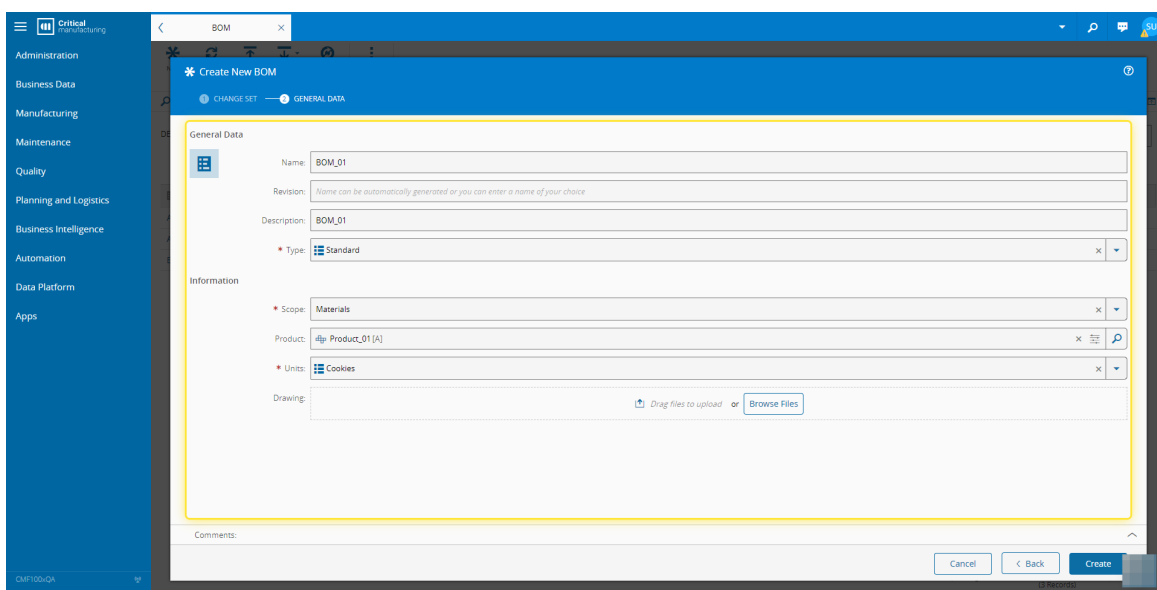 Critical
manufacturing
BOM
SU
Administration
Business Data
Manufacturing
Maintenance
Quality
Planning and Logistics
Business Intelligence
Automation
Data Platform
Apps
CMF100xQA
Create New BOM
1 CHANGE SET
2 GENERAL DATA
General Data
Name: BOM_01
Revision: Name can be automatically generated or you can enter a name of your choice
Description: BOM_01
* Type: Standard
Information
* Scope: Materials
Product: Product_01 [A]
* Units: Cookies
Drawing: Drag files to upload or Browse Files
Comments:
Cancel
Back
Create
(3 Records)